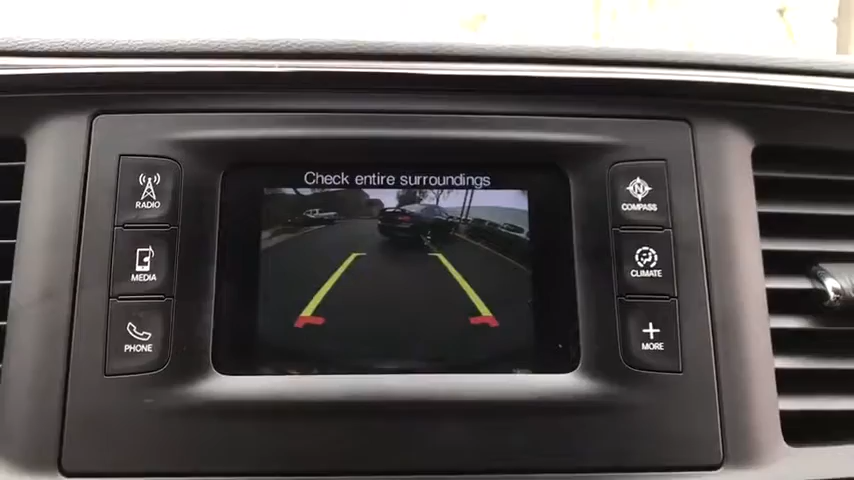 Check entire surroundings
RADIO
MEDIA
PHONE
N
COMPASS
CLIMATE
MORE